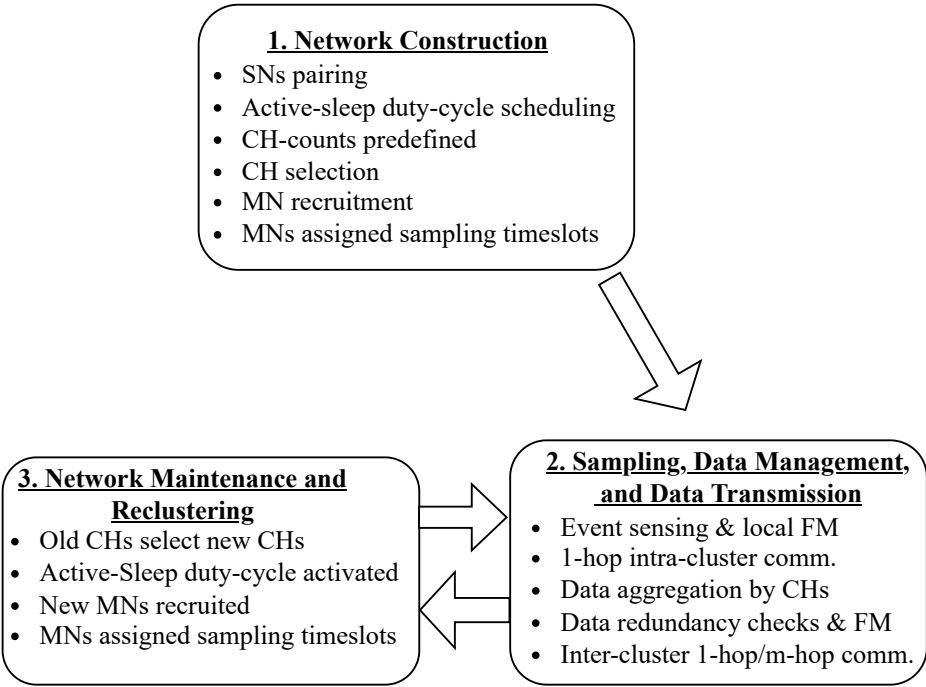 1. Network Construction
• SNs pairing
• Active-sleep duty-cycle scheduling
• CH-counts predefined
• CH selection
• MN recruitment
• MNs assigned sampling timeslots
2. Sampling, Data Management,
and Data Transmission
• Event sensing & local FM
• 1-hop intra-cluster comm.
• Data aggregation by CHs
• Data redundancy checks & FM
• Inter-cluster 1-hop/m-hop comm.
3. Network Maintenance and
Reclustering
• Old CHs select new CHs
• Active-Sleep duty-cycle activated
• New MNs recruited
• MNs assigned sampling timeslots